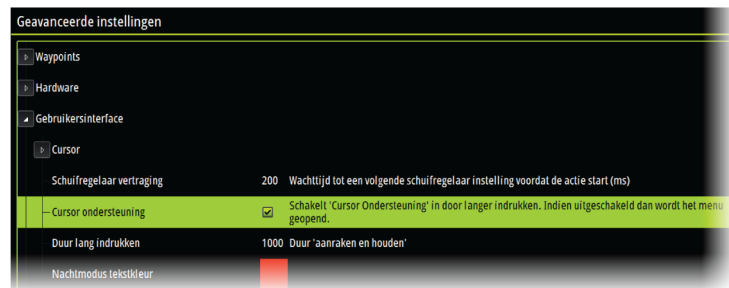 Geavanceerde instellingen
Waypoints
Hardware
Gebruikersinterface
Cursor
Schuifregelaar vertraging 200 Wachttijd tot een volgende schuifregelaar instelling voordat de actie start (ms)
Cursor ondersteuning Schakelt 'Cursor Ondersteuning' in door langer indrukken. Indien uitgeschakeld dan wordt het menu
geopend.
Duur lang indrukken 1000 Duur 'aanraken en houden'
Nachtmodus tekstkleur